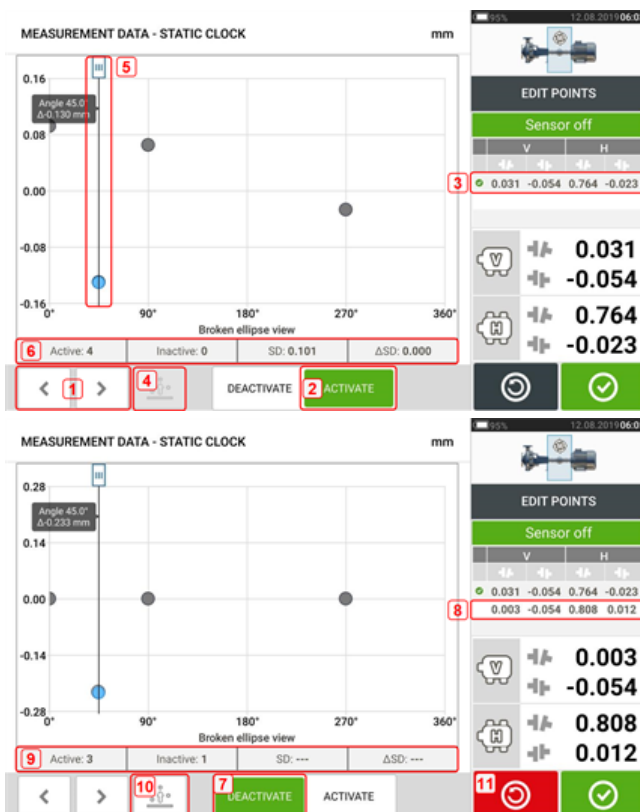 95% 12.08.2019 06:0
MEASUREMENT DATA - STATIC CLOCK mm
5
0.16
0.08
0.00
-0.08
-0.16
Angle 45.0°
Δ-0.130 mm
0° 90° 180° 270° 360°
Broken ellipse view
6 Active: 4 Inactive: 0 SD: 0.101 ΔSD: 0.000
< 1 > 4 DEACTIVATE 2 ACTIVATE
EDIT POINTS
Sensor off
V H
3 0.031 -0.054 0.764 -0.023
V 0.031
-0.054
H 0.764
-0.023
95% 12.08.2019 06:0
MEASUREMENT DATA - STATIC CLOCK mm
0.28
0.14
0.00
-0.14
-0.28
Angle 45.0°
Δ-0.233 mm
0° 90° 180° 270° 360°
Broken ellipse view
9 Active: 3 Inactive: 1 SD: --- ΔSD: ---
< > 10 7 DEACTIVATE ACTIVATE
EDIT POINTS
Sensor off
V H
0.031 -0.054 0.764 -0.023
8 0.003 -0.054 0.808 0.012
V 0.003
-0.054
H 0.808
0.012
11